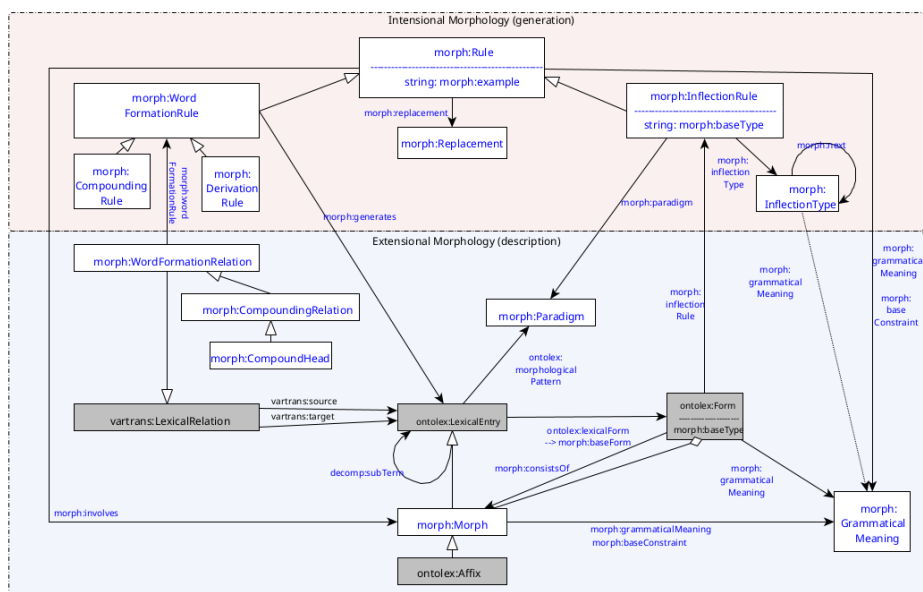 Intensional Morphology (generation)
morph:Rule
string: morph:example
morph:replacement
morph:Replacement
morph:Word
FormationRule
morph:
Compounding
Rule
morph:word
FormationRule
morph:
Derivation
Rule
morph:InflectionRule
string: morph:baseType
morph:
inflection
Type
morph:next
morph:
InflectionType
morph:generates
morph:paradigm
Extensional Morphology (description)
morph:WordFormationRelation
morph:CompoundingRelation
morph:CompoundHead
morph:Paradigm
morph:
inflection
Rule
morph:
grammatical
Meaning
morph:
grammatical
Meaning
morph:
base
Constraint
ontolex:
morphological
Pattern
vartrans:LexicalRelation
vartrans:source
vartrans:target
ontolex:LexicalEntry
ontolex:Form
morph:baseType
ontolex:lexicalForm
--> morph:baseForm
decomp:subTerm
morph:consistsOf
morph:
grammatical
Meaning
morph:involves
morph:Morph
morph:grammaticalMeaning
morph:baseConstraint
morph:
Grammatical
Meaning
ontolex:Affix